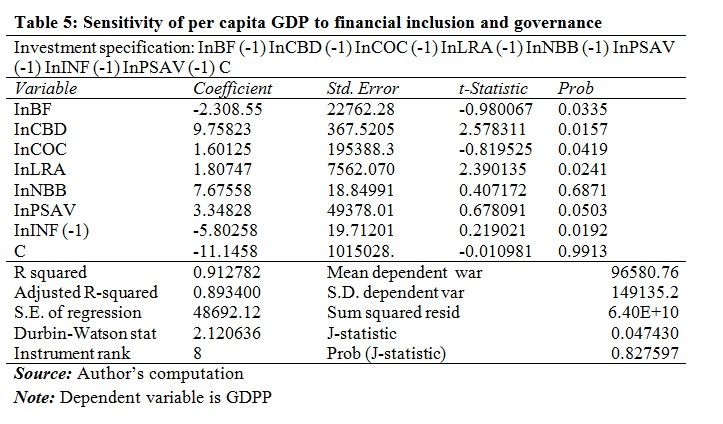 Table 5: Sensitivity of per capita GDP to financial inclusion and governance
Investment specification: InBF (-1) InCBD (-1) InCOC (-1) InLRA (-1) InNBB (-1) InPSAV
(-1) InINF (-1) InPSAV (-1) C
Variable Coefficient Std. Error t-Statistic Prob
InBF -2.308.55 22762.28 -0.980067 0.0335
InCBD 9.75823 367.5205 2.578311 0.0157
InCOC 1.60125 195388.3 -0.819525 0.0419
InLRA 1.80747 7562.070 2.390135 0.0241
InNBB 7.67558 18.84991 0.407172 0.6871
InPSAV 3.34828 49378.01 0.678091 0.0503
InINF (-1) -5.80258 19.71201 0.219021 0.0192
C -11.1458 1015028. -0.010981 0.9913
R squared 0.912782 Mean dependent war 96580.76
Adjusted R-squared 0.893400 S.D. dependent var 149135.2
S.E. of regression 48692.12 Sum squared resid 6.40E+10
Durbin-Watson stat 2.120636 J-statistic 0.047430
Instrument rank 8 Prob (J-statistic) 0.827597
Source: Author's computation
Note: Dependent variable is GDPP